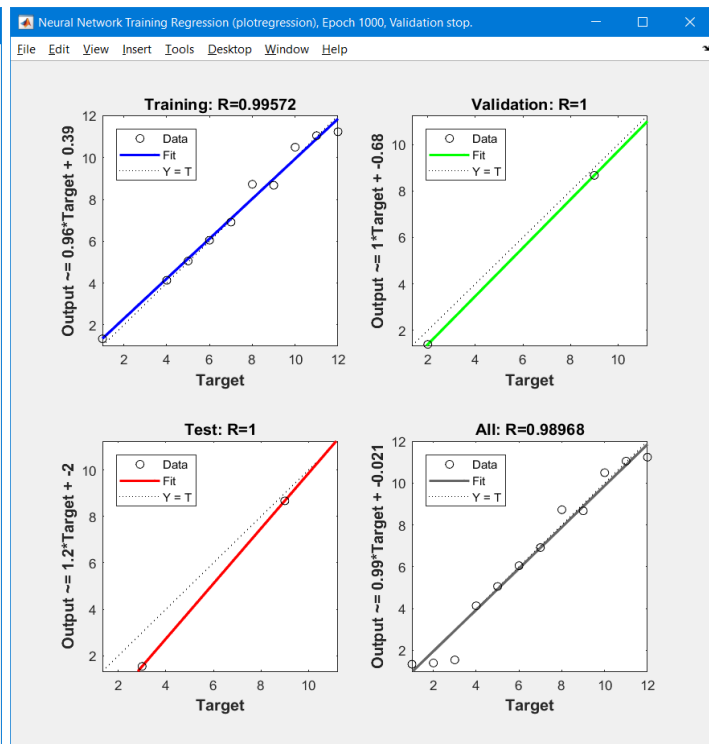 Neural Network Training Regression (plotregression), Epoch 1000, Validation stop.
File Edit View Insert Tools Desktop Window Help
Training: R=0.99572
Output ~= 0.96*Target + 0.39
12
10
8
6
4
2
Data
Fit
Y = T
2 4 6 8 10 12
Target
Validation: R=1
Output ~= 1*Target + -0.68
10
8
6
4
2
Data
Fit
Y = T
2 4 6 8 10
Target
Test: R=1
Output ~= 1.2*Target + -2
10
8
6
4
2
Data
Fit
Y = T
2 4 6 8 10
Target
All: R=0.98968
Output ~= 0.99*Target + -0.021
12
10
8
6
4
2
Data
Fit
Y = T
2 4 6 8 10 12
Target